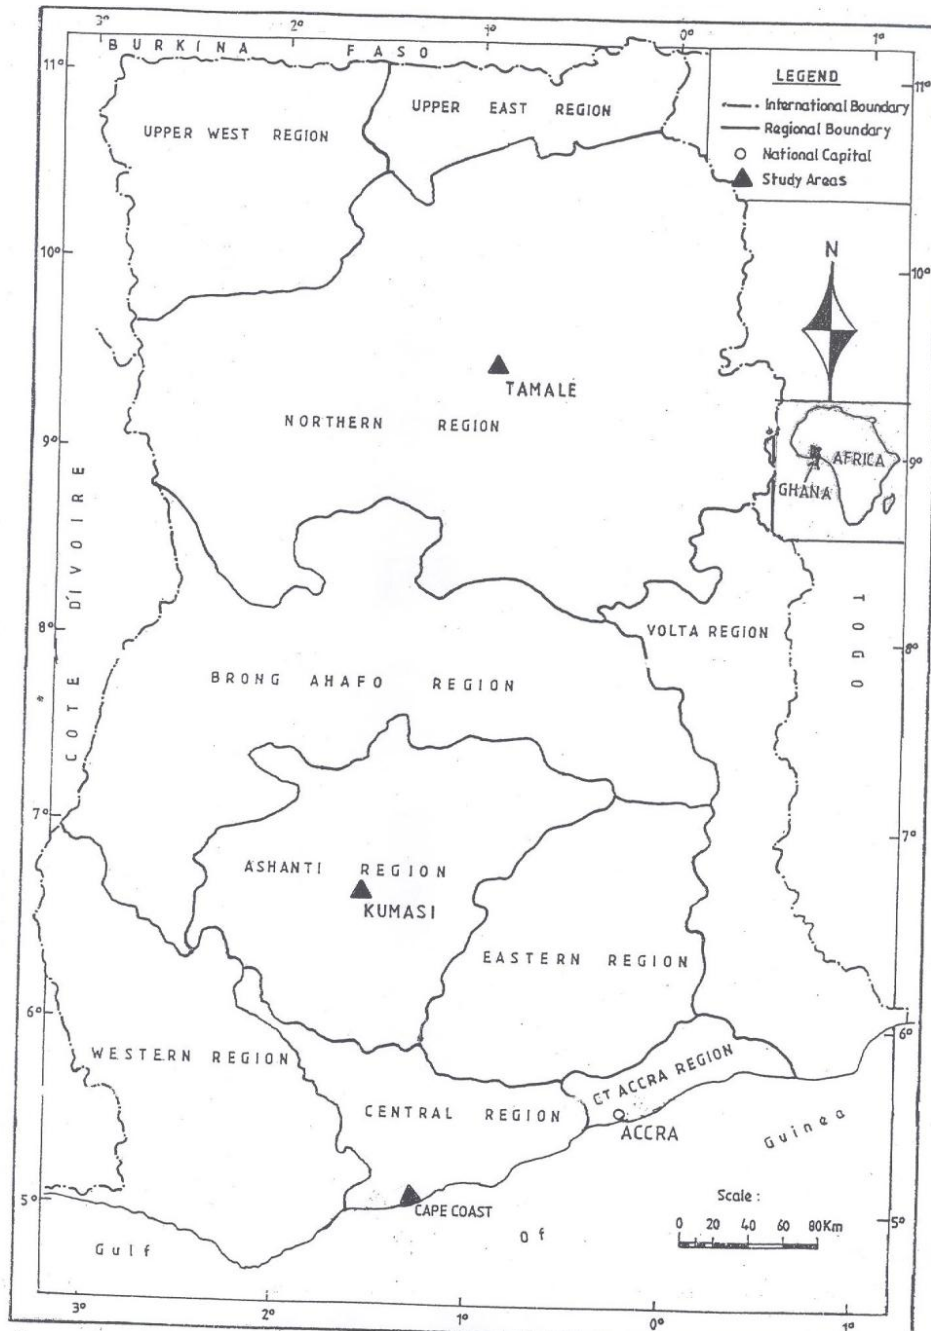 3° 2° 1° 0° 1°
BURKINA FASO
11° 11°
LEGEND
International Boundary
Regional Boundary
National Capital
Study Areas
UPPER WEST REGION
UPPER EAST REGION
10° 10°
N
TAMALE
NORTHERN REGION
9° 9°
AFRICA
GHANA
COTE D'IVOIRE
TOGO
8° 8°
VOLTA REGION
BRONG AHAFO REGION
7° 7°
ASHANTI REGION
KUMASI
EASTERN REGION
6° 6°
WESTERN REGION
CT ACCRA REGION
CENTRAL REGION
ACCRA
5° 5°
CAPE COAST
Gulf Of Guinea
Scale :
0 20 40 60 80Km
3° 2° 1° 0° 1°